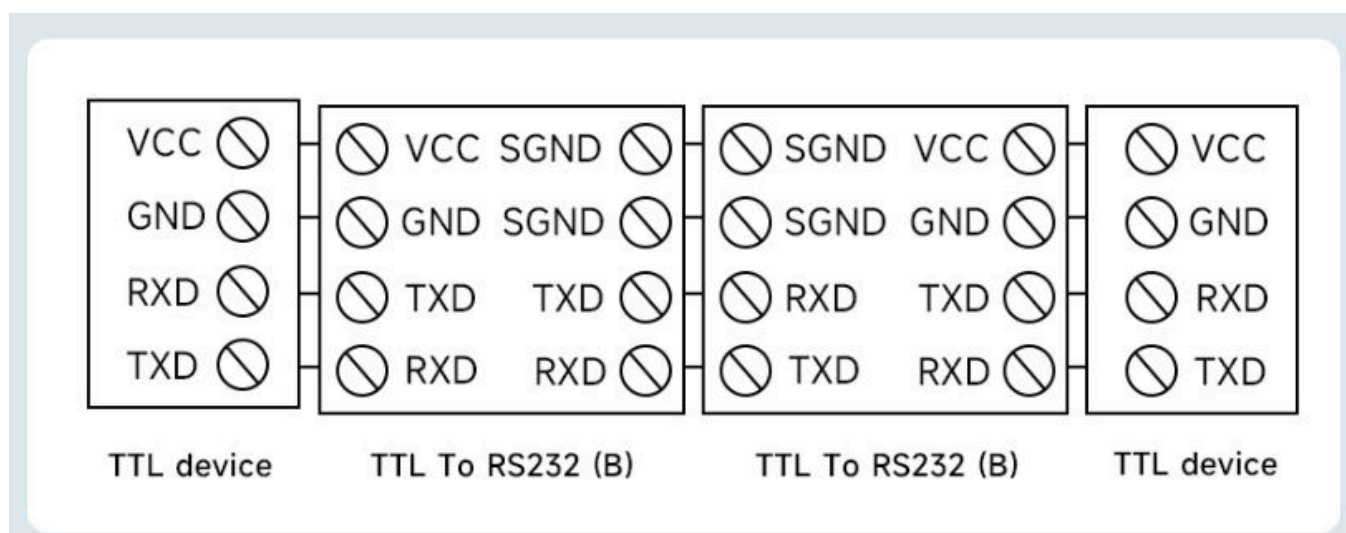 VCC VCC SGND SGND VCC VCC
GND GND SGND SGND GND GND
RXD TXD TXD RXD TXD RXD
TXD RXD RXD TXD RXD TXD
TTL device TTL To RS232 (B) TTL To RS232 (B) TTL device